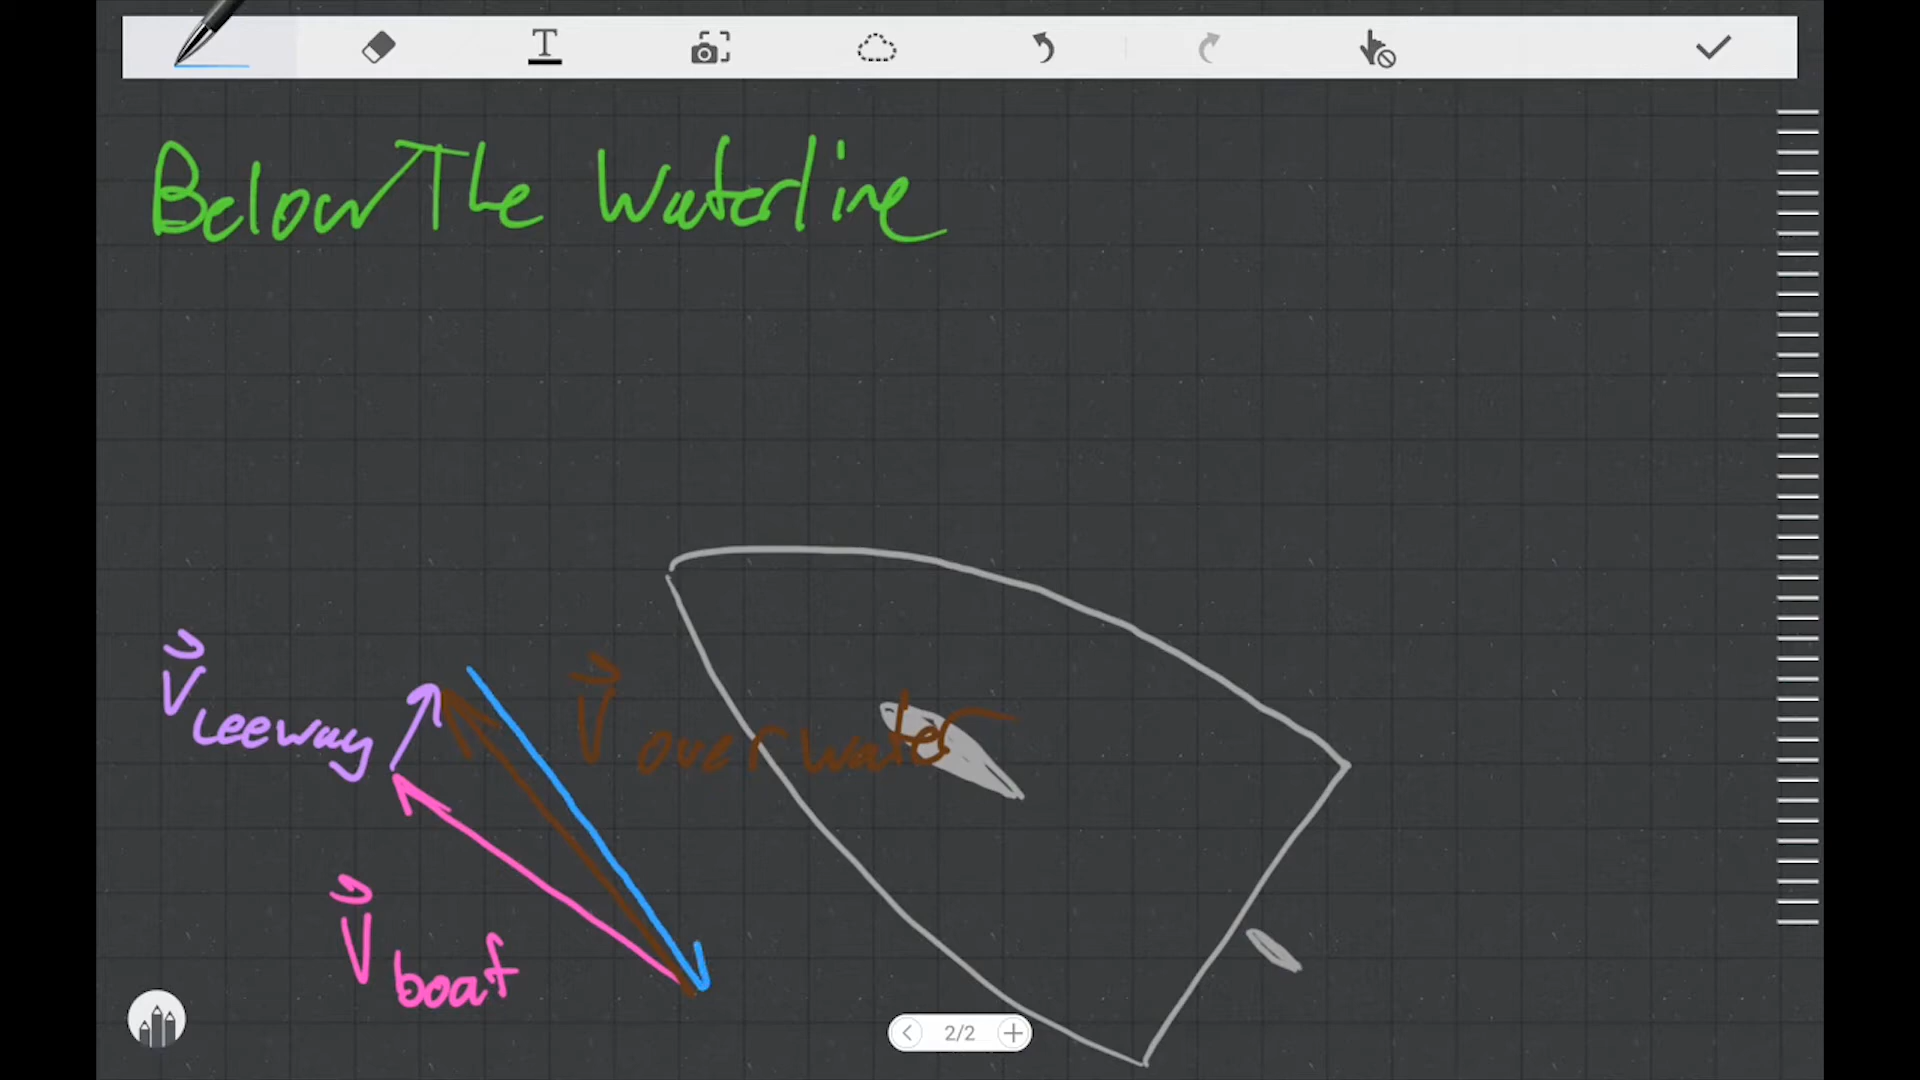 T
Below The Waterline
V leeway
V over water
V boat
2/2